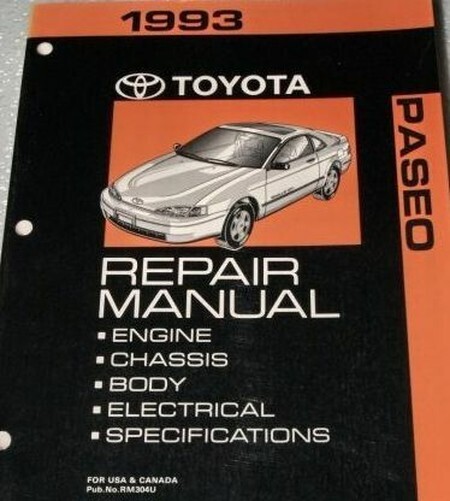 1993
TOYOTA
PASEO
REPAIR
MANUAL
▪ ENGINE
▪ CHASSIS
▪ BODY
▪ ELECTRICAL
▪ SPECIFICATIONS
FOR USA & CANADA
Pub.No.RM304U